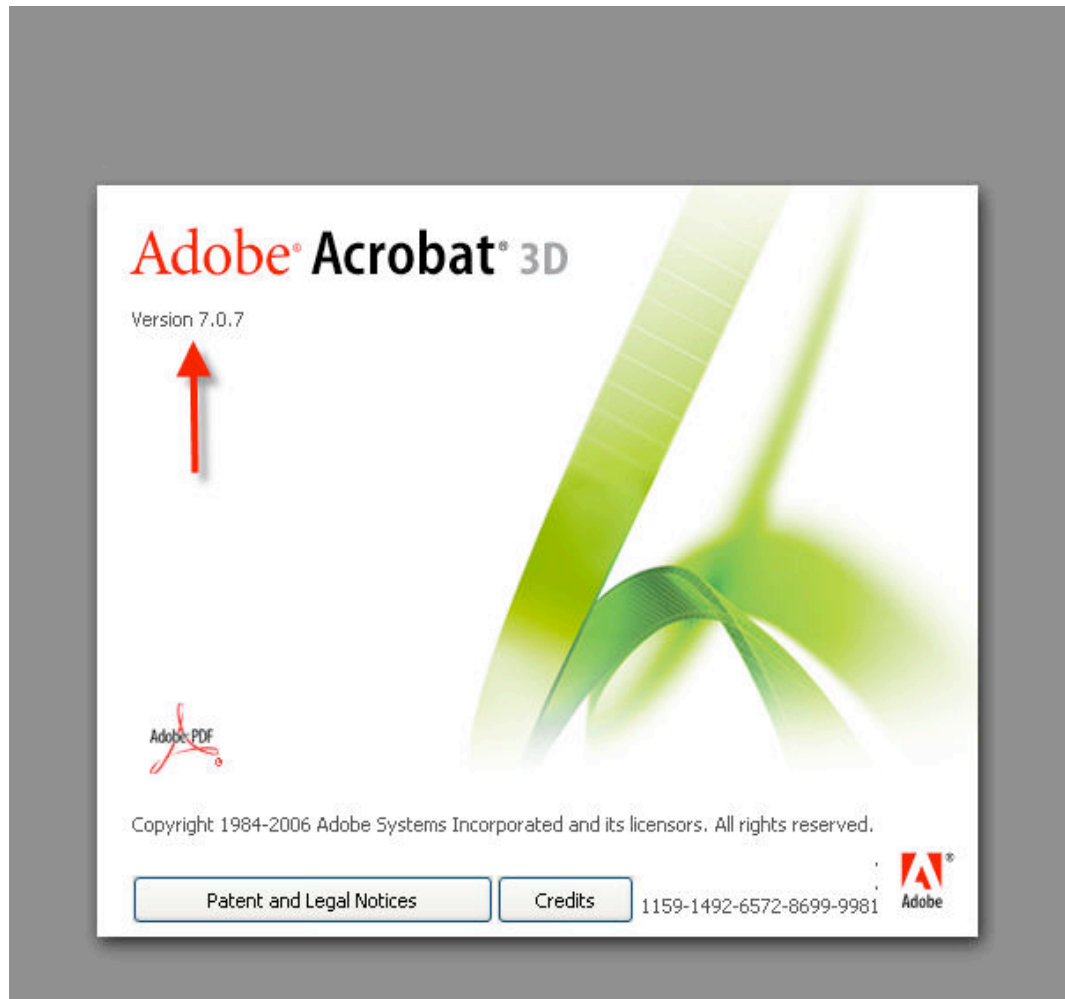 Adobe® Acrobat® 3D
Version 7.0.7
Adobe PDF
Copyright 1984-2006 Adobe Systems Incorporated and its licensors. All rights reserved.
Patent and Legal Notices
Credits
1159-1492-6572-8699-9981
Adobe®